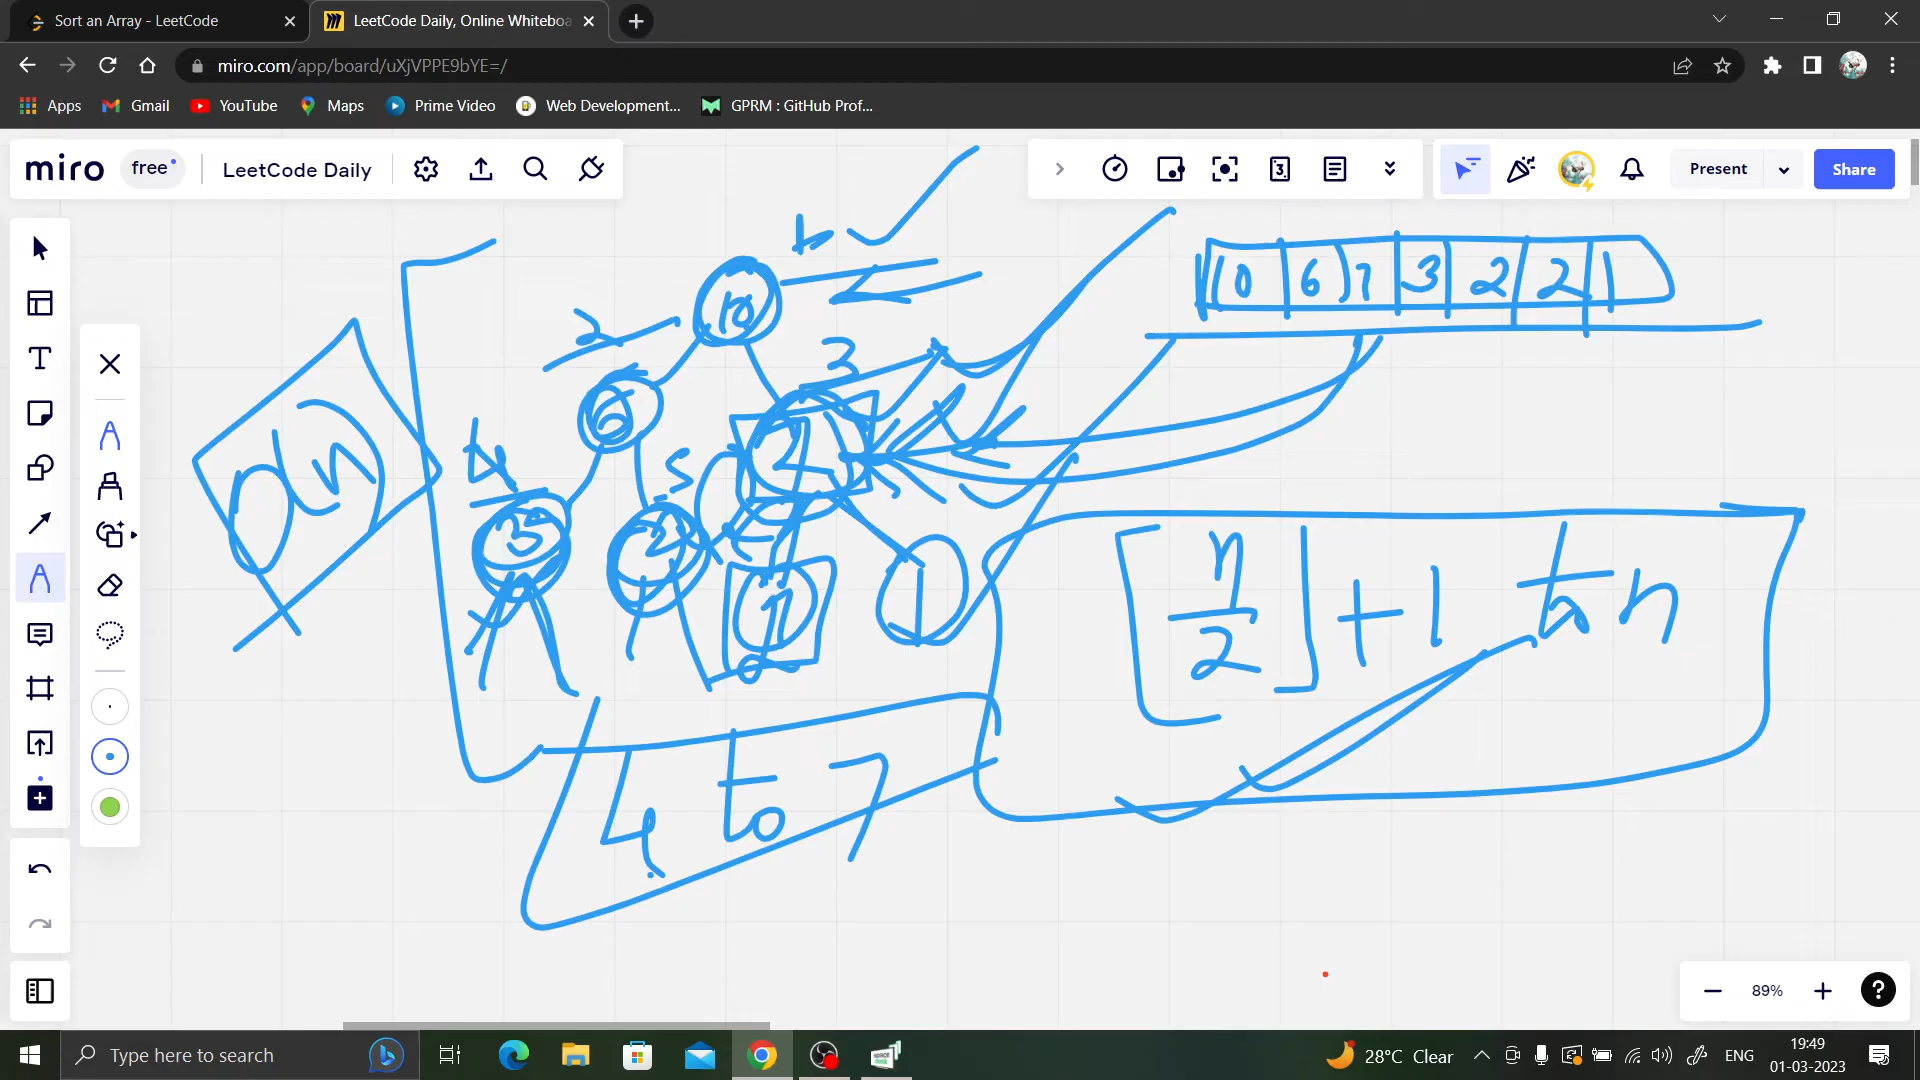 Sort an Array - LeetCode
LeetCode Daily, Online Whiteboa
miro.com/app/board/uXjVPPE9bYE=/
Apps
Gmail
YouTube
Maps
Prime Video
Web Development...
GPRM : GitHub Prof...
miro
free
LeetCode Daily
Present
Share
10
2
3
4
5
3
2
1
10 6 7 3 2 2 1
O(n)
⌊n/2⌋ + 1 to n
4 to 7
89%
Type here to search
28°C Clear
ENG
19:49
01-03-2023